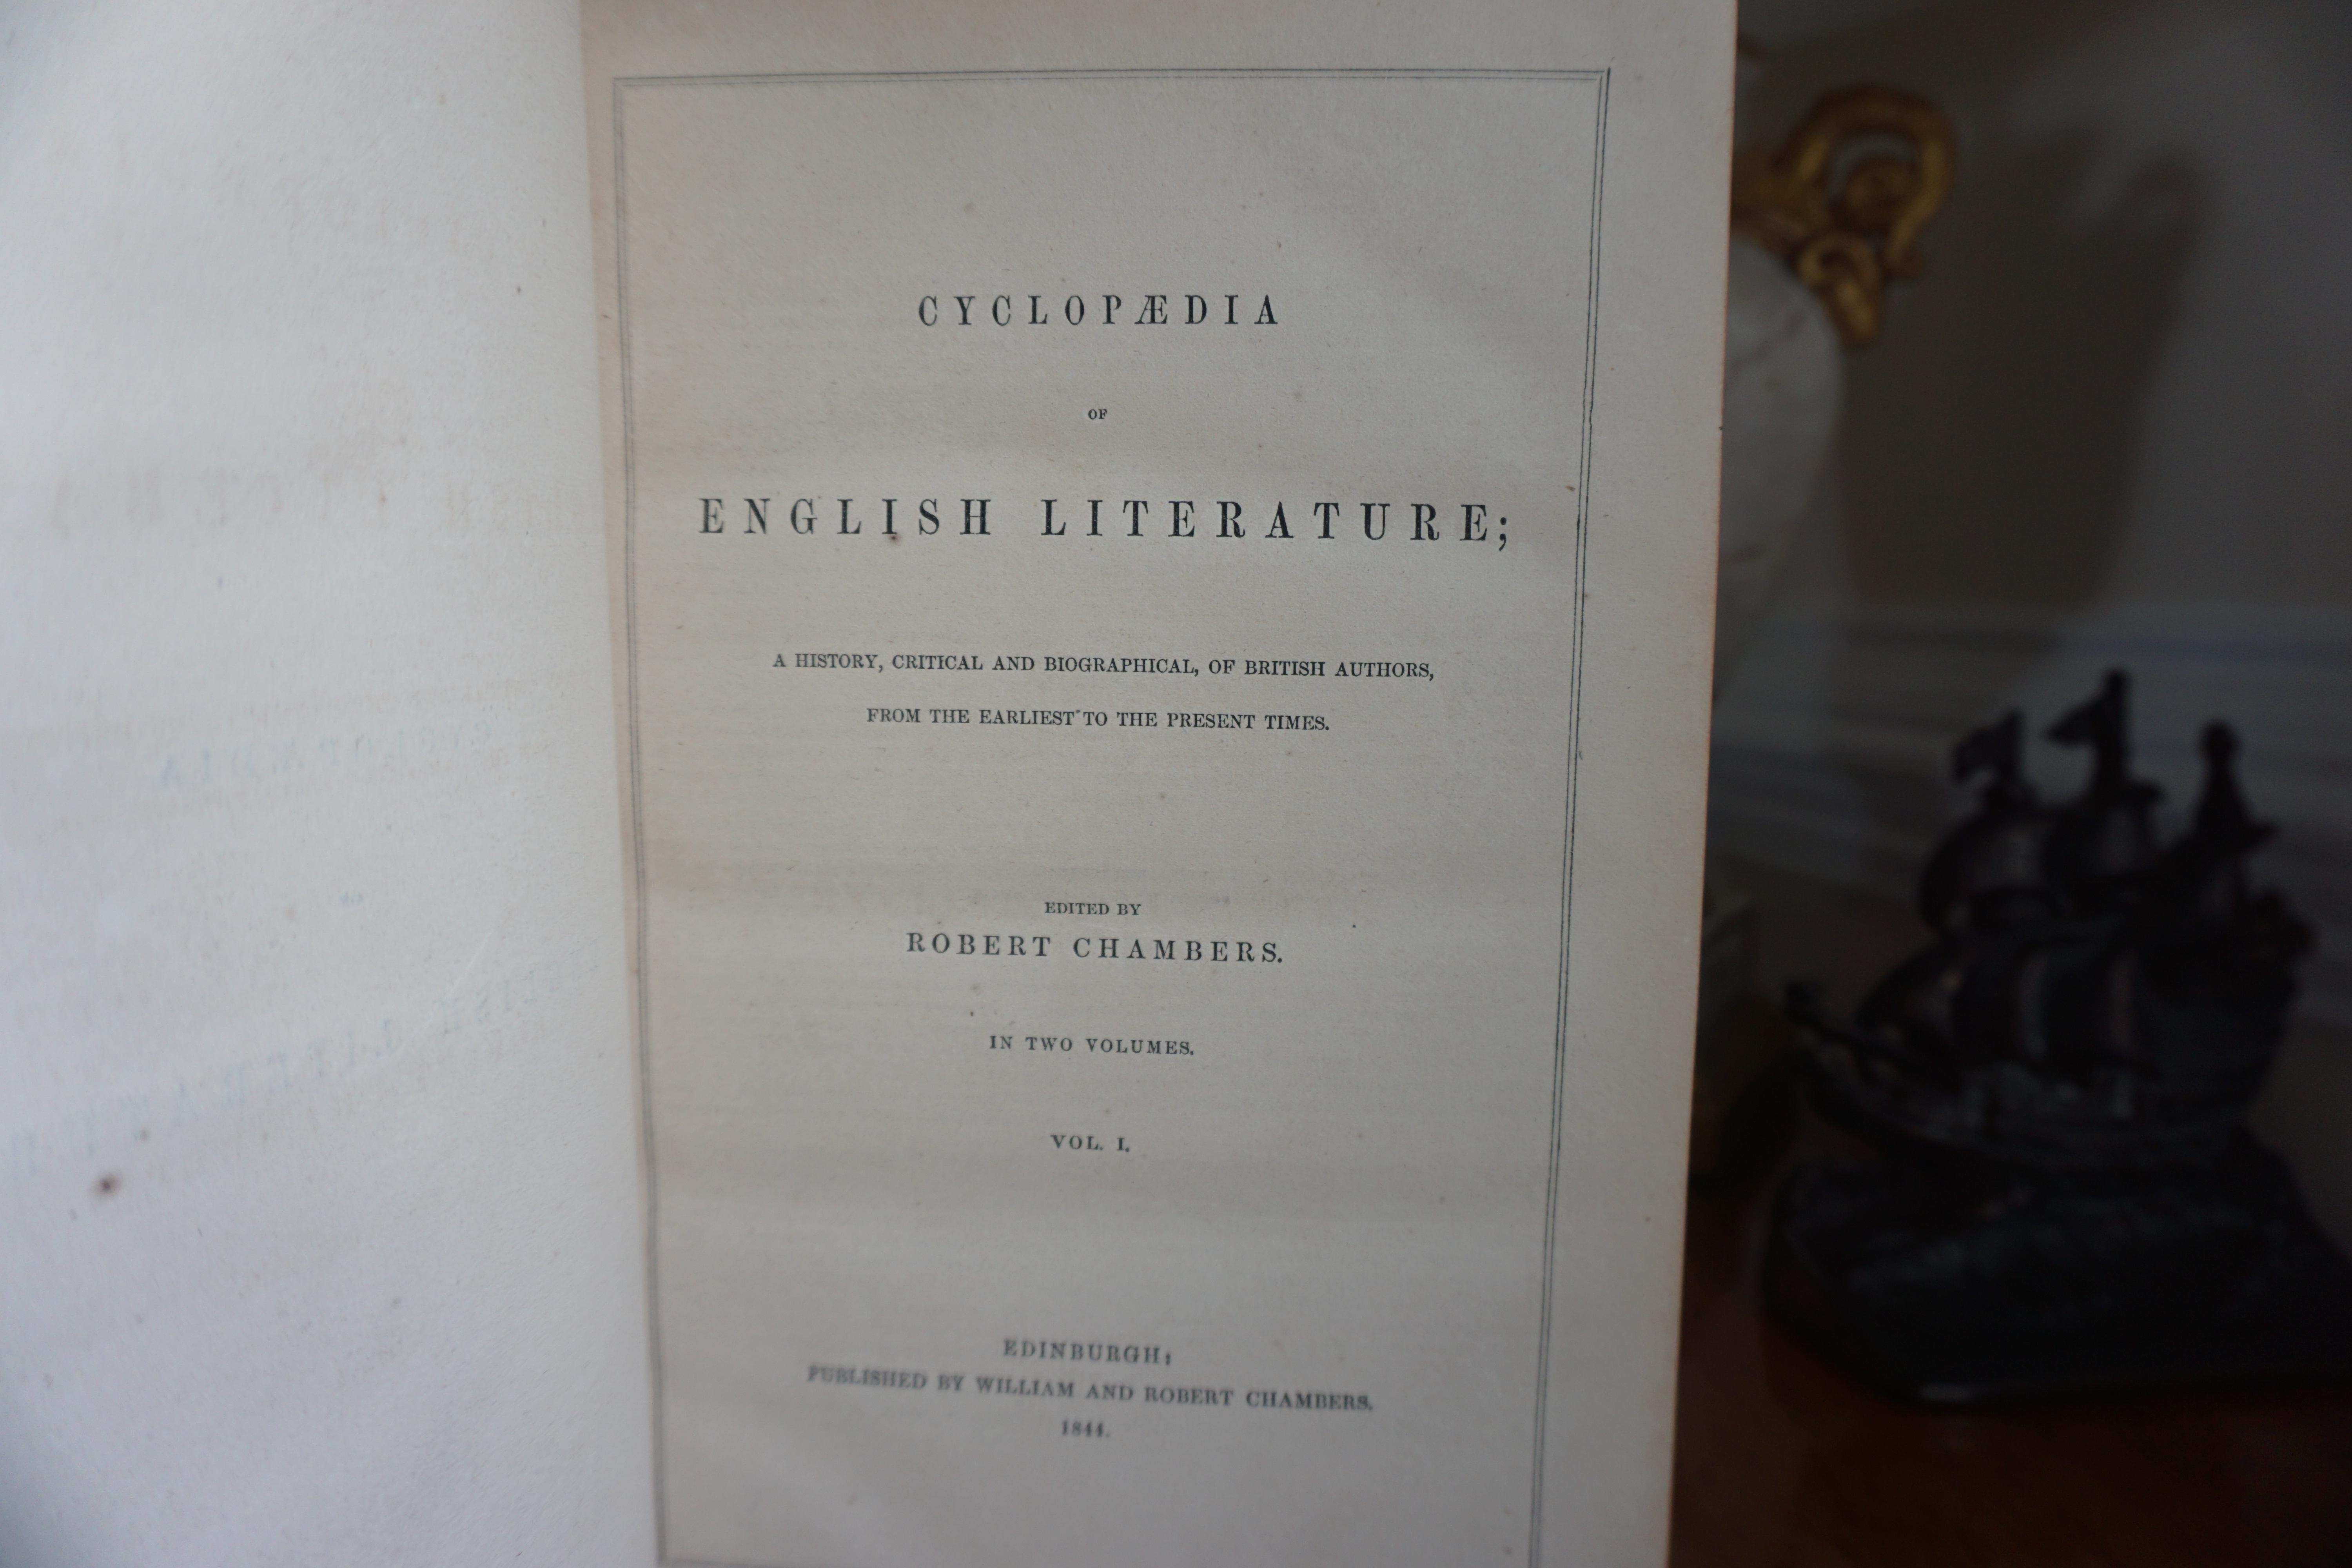 CYCLOPÆDIA
OF
ENGLISH LITERATURE;
A HISTORY, CRITICAL AND BIOGRAPHICAL, OF BRITISH AUTHORS,
FROM THE EARLIEST TO THE PRESENT TIMES.
EDITED BY
ROBERT CHAMBERS.
IN TWO VOLUMES.
VOL. I.
EDINBURGH:
PUBLISHED BY WILLIAM AND ROBERT CHAMBERS.
1844.